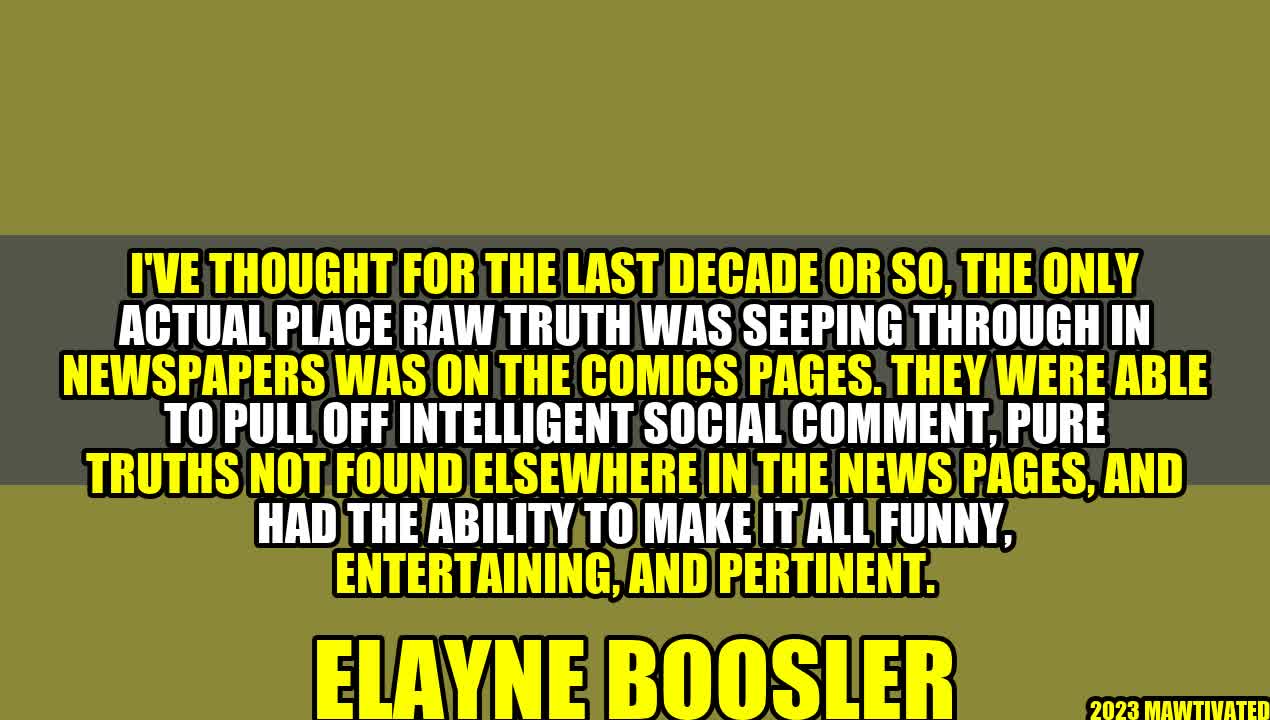 I'VE THOUGHT FOR THE LAST DECADE OR SO, THE ONLY
ACTUAL PLACE RAW TRUTH WAS SEEPING THROUGH IN
NEWSPAPERS WAS ON THE COMICS PAGES. THEY WERE ABLE
TO PULL OFF INTELLIGENT SOCIAL COMMENT, PURE
TRUTHS NOT FOUND ELSEWHERE IN THE NEWS PAGES, AND
HAD THE ABILITY TO MAKE IT ALL FUNNY,
ENTERTAINING, AND PERTINENT.
ELAYNE BOOSLER
2023 MAWTIVATED